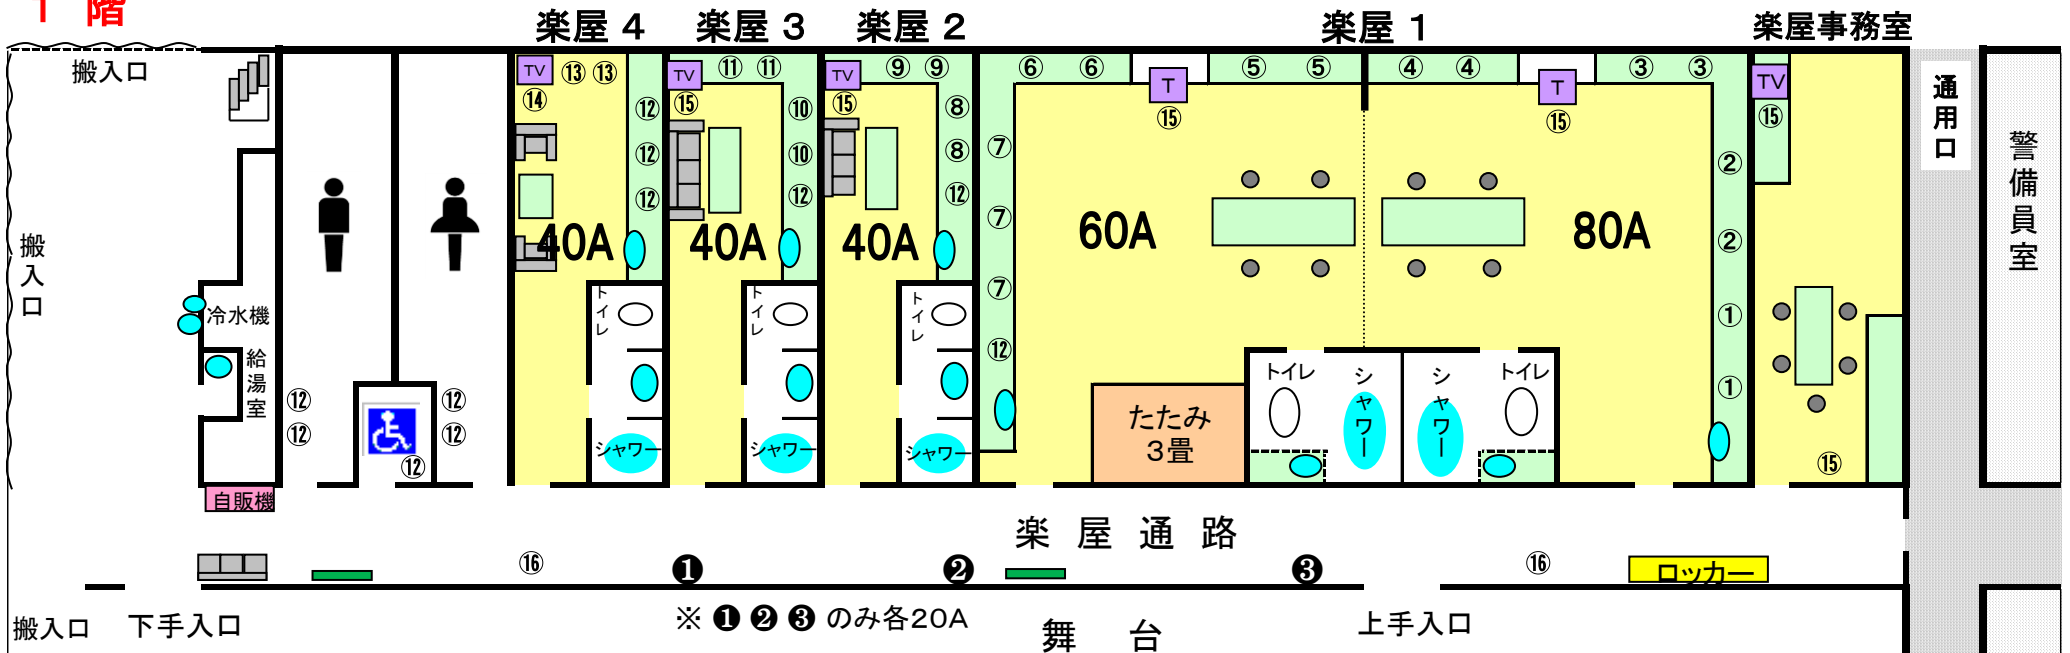 1 階
楽屋 4
楽屋 3
楽屋 2
楽屋 1
楽屋事務室
搬入口
TV
⑬ ⑬
⑭
⑫
⑫
⑫
40A
トイレ
シャワー
TV
⑪ ⑪
⑮
⑩
⑩
⑫
40A
トイレ
シャワー
TV
⑨ ⑨
⑮
⑧
⑧
⑫
40A
トイレ
シャワー
⑥ ⑥
T
⑮
⑤ ⑤
⑦
⑦
⑦
⑫
60A
たたみ
3畳
トイレ
シャワー
④ ④
T
⑮
③ ③
②
②
①
①
80A
シャワー
トイレ
TV
⑮
⑮
通用口
警備員室
搬入口
冷水機
給湯室
⑫
⑫
⑫
⑫
⑫
自販機
楽 屋 通 路
⑯
❶
❷
❸
⑯
ロッカー
搬入口
下手入口
※ ❶ ❷ ❸ のみ各20A
舞 台
上手入口